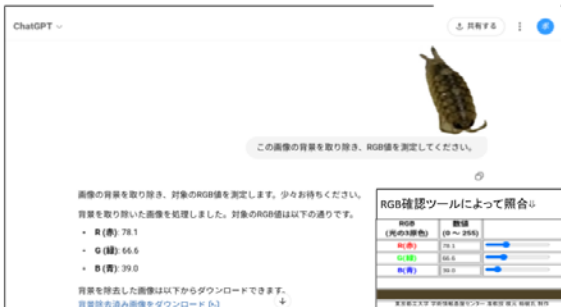 ChatGPT
共有する
この画像の背景を取り除き、RGB値を測定してください。
画像の背景を取り除き、対象のRGB値を測定します。少々お待ちください。
背景を取り除いた画像を処理しました。対象のRGB値は以下の通りです。
• R (赤): 78.1
• G (緑): 66.6
• B (青): 39.0
背景を除去した画像は以下からダウンロードできます。
背景除去済み画像をダウンロード
RGB確認ツールによって照合↓
RGB (光の3原色) 数値 (0 ~ 255)
R(赤) 78.1
G(緑) 66.6
B(青) 39.0